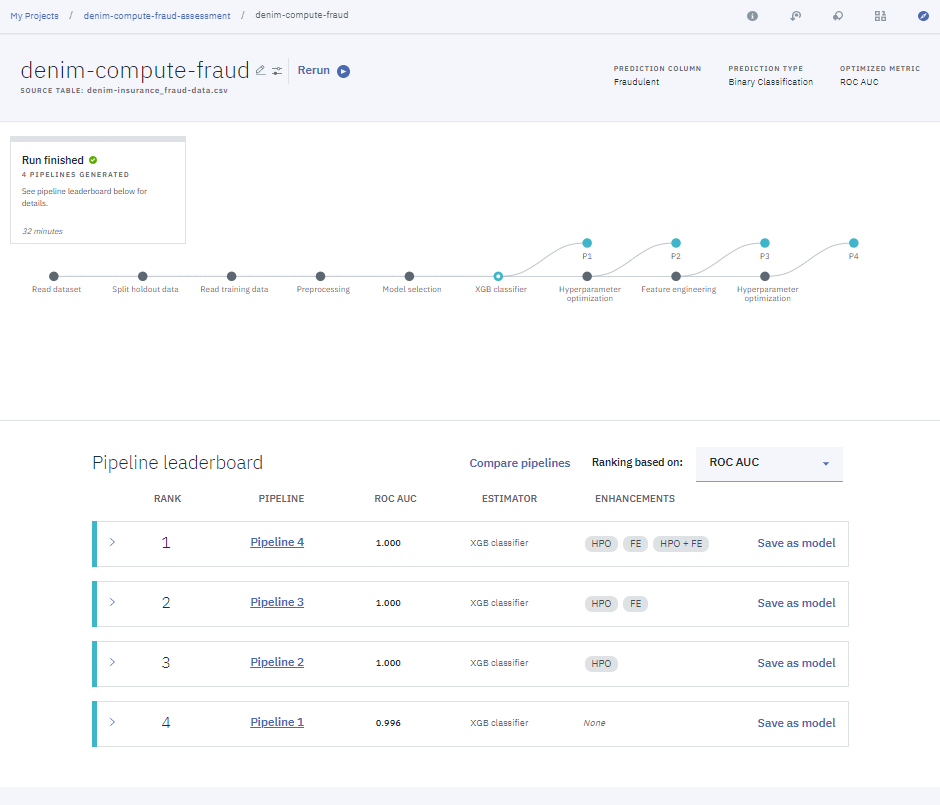 My Projects / denim-compute-fraud-assessment / denim-compute-fraud
denim-compute-fraud Rerun
SOURCE TABLE: denim-insurance_fraud-data.csv
PREDICTION COLUMN PREDICTION TYPE OPTIMIZED METRIC
Fraudulent Binary Classification ROC AUC
Run finished
4 PIPELINES GENERATED
See pipeline leaderboard below for
details.
32 minutes
P1 P2 P3 P4
Read dataset Split holdout data Read training data Preprocessing Model selection XGB classifier Hyperparameter Feature engineering Hyperparameter
optimization optimization
Pipeline leaderboard Compare pipelines Ranking based on: ROC AUC
RANK PIPELINE ROC AUC ESTIMATOR ENHANCEMENTS
1 Pipeline 4 1.000 XGB classifier HPO FE HPO + FE Save as model
2 Pipeline 3 1.000 XGB classifier HPO FE Save as model
3 Pipeline 2 1.000 XGB classifier HPO Save as model
4 Pipeline 1 0.996 XGB classifier None Save as model